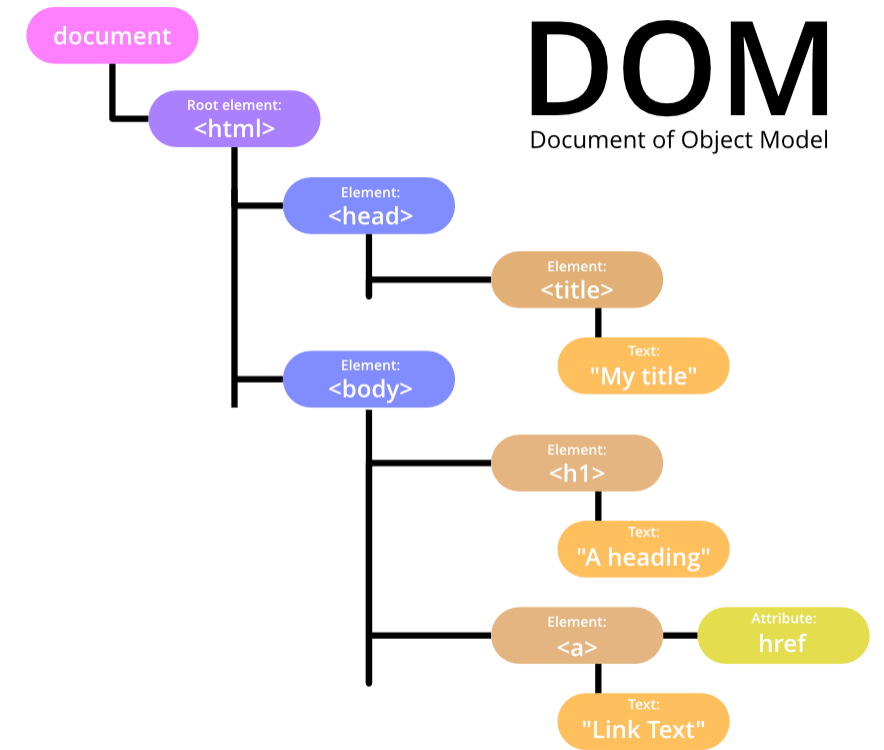 document
DOM
Document of Object Model
Root element:
<html>
Element:
<head>
Element:
<title>
Text:
"My title"
Element:
<body>
Element:
<h1>
Text:
"A heading"
Element:
<a>
Attribute:
href
Text:
"Link Text"